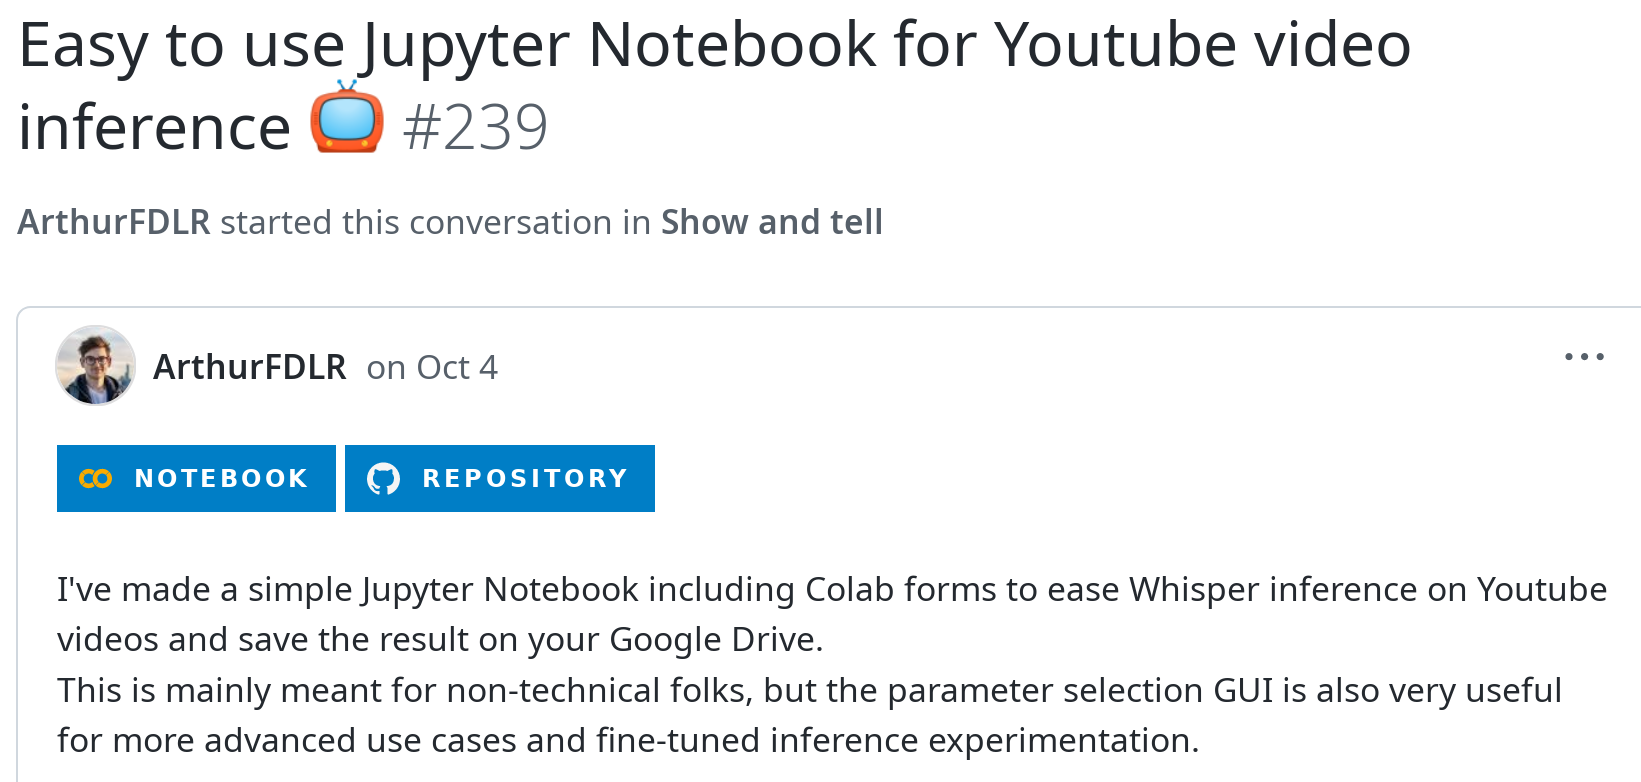 Easy to use Jupyter Notebook for Youtube video
inference 📺 #239
ArthurFDLR started this conversation in Show and tell
ArthurFDLR on Oct 4
NOTEBOOK REPOSITORY
I've made a simple Jupyter Notebook including Colab forms to ease Whisper inference on Youtube
videos and save the result on your Google Drive.
This is mainly meant for non-technical folks, but the parameter selection GUI is also very useful
for more advanced use cases and fine-tuned inference experimentation.